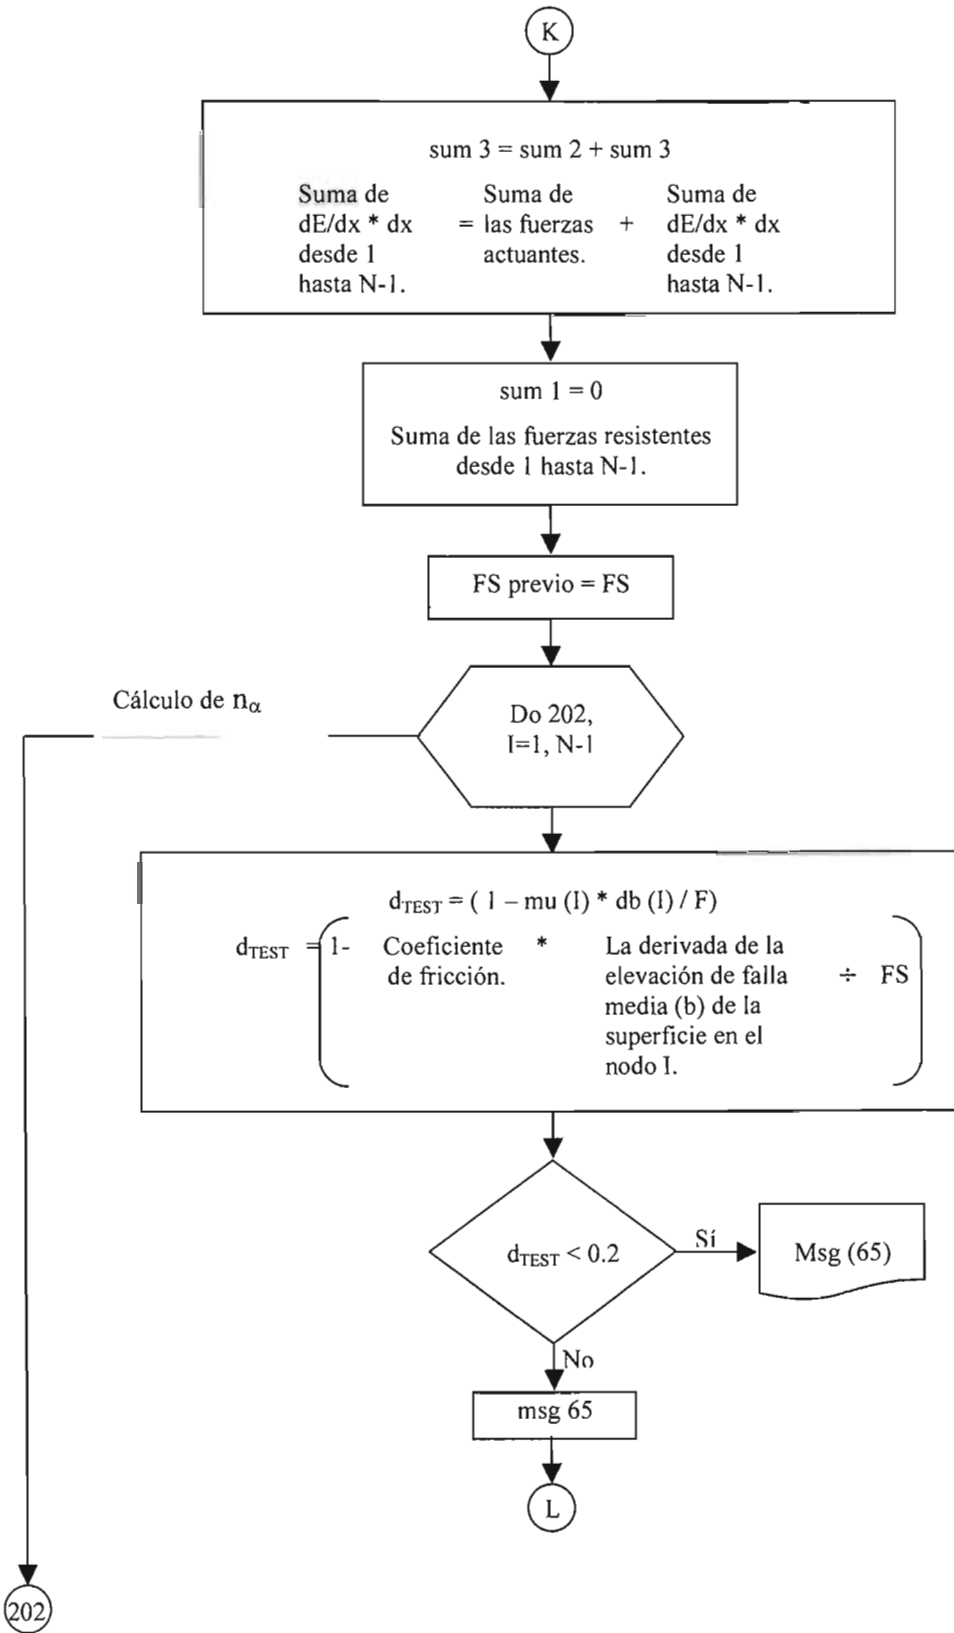 K
sum 3 = sum 2 + sum 3
Suma de Suma de Suma de
dE/dx * dx = las fuerzas + dE/dx * dx
desde 1 actuantes. desde 1
hasta N-1. hasta N-1.
sum 1 = 0
Suma de las fuerzas resistentes
desde 1 hasta N-1.
FS previo = FS
Cálculo de nα
Do 202,
I=1, N-1
dTEST = ( 1 – mu (I) * db (I) / F)
dTEST = 1- Coeficiente * La derivada de la
de fricción. elevación de falla ÷ FS
media (b) de la
superficie en el
nodo I.
dTEST < 0.2
Sí
Msg (65)
No
msg 65
L
202